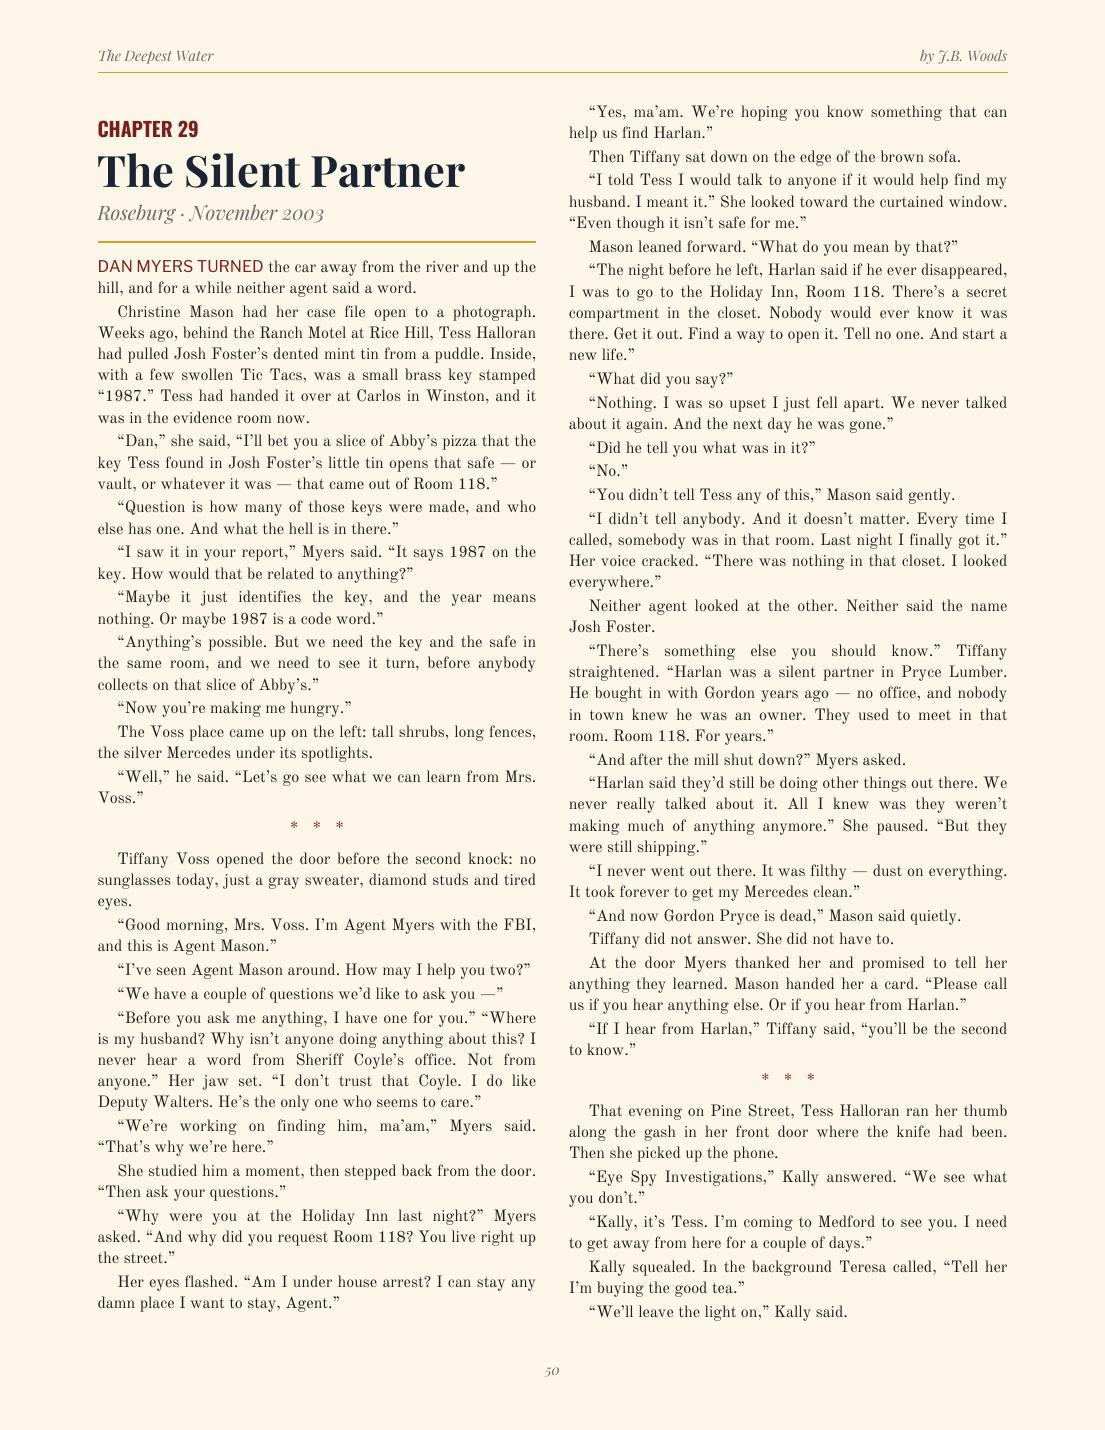 The Deepest Water
by J.B. Woods
CHAPTER 29
The Silent Partner
Roseburg · November 2003
DAN MYERS TURNED the car away from the river and up the
hill, and for a while neither agent said a word.
Christine Mason had her case file open to a photograph.
Weeks ago, behind the Ranch Motel at Rice Hill, Tess Halloran
had pulled Josh Foster’s dented mint tin from a puddle. Inside,
with a few swollen Tic Tacs, was a small brass key stamped
“1987.” Tess had handed it over at Carlos in Winston, and it
was in the evidence room now.
“Dan,” she said, “I’ll bet you a slice of Abby’s pizza that the
key Tess found in Josh Foster’s little tin opens that safe — or
vault, or whatever it was — that came out of Room 118.”
“Question is how many of those keys were made, and who
else has one. And what the hell is in there.”
“I saw it in your report,” Myers said. “It says 1987 on the
key. How would that be related to anything?”
“Maybe it just identifies the key, and the year means
nothing. Or maybe 1987 is a code word.”
“Anything’s possible. But we need the key and the safe in
the same room, and we need to see it turn, before anybody
collects on that slice of Abby’s.”
“Now you’re making me hungry.”
The Voss place came up on the left: tall shrubs, long fences,
the silver Mercedes under its spotlights.
“Well,” he said. “Let’s go see what we can learn from Mrs.
Voss.”
* * *
Tiffany Voss opened the door before the second knock: no
sunglasses today, just a gray sweater, diamond studs and tired
eyes.
“Good morning, Mrs. Voss. I’m Agent Myers with the FBI,
and this is Agent Mason.”
“I’ve seen Agent Mason around. How may I help you two?”
“We have a couple of questions we’d like to ask you —”
“Before you ask me anything, I have one for you.” “Where
is my husband? Why isn’t anyone doing anything about this? I
never hear a word from Sheriff Coyle’s office. Not from
anyone.” Her jaw set. “I don’t trust that Coyle. I do like
Deputy Walters. He’s the only one who seems to care.”
“We’re working on finding him, ma’am,” Myers said.
“That’s why we’re here.”
She studied him a moment, then stepped back from the door.
“Then ask your questions.”
“Why were you at the Holiday Inn last night?” Myers
asked. “And why did you request Room 118? You live right up
the street.”
Her eyes flashed. “Am I under house arrest? I can stay any
damn place I want to stay, Agent.”
“Yes, ma’am. We’re hoping you know something that can
help us find Harlan.”
Then Tiffany sat down on the edge of the brown sofa.
“I told Tess I would talk to anyone if it would help find my
husband. I meant it.” She looked toward the curtained window.
“Even though it isn’t safe for me.”
Mason leaned forward. “What do you mean by that?”
“The night before he left, Harlan said if he ever disappeared,
I was to go to the Holiday Inn, Room 118. There’s a secret
compartment in the closet. Nobody would ever know it was
there. Get it out. Find a way to open it. Tell no one. And start a
new life.”
“What did you say?”
“Nothing. I was so upset I just fell apart. We never talked
about it again. And the next day he was gone.”
“Did he tell you what was in it?”
“No.”
“You didn’t tell Tess any of this,” Mason said gently.
“I didn’t tell anybody. And it doesn’t matter. Every time I
called, somebody was in that room. Last night I finally got it.”
Her voice cracked. “There was nothing in that closet. I looked
everywhere.”
Neither agent looked at the other. Neither said the name
Josh Foster.
“There’s something else you should know.” Tiffany
straightened. “Harlan was a silent partner in Pryce Lumber.
He bought in with Gordon years ago — no office, and nobody
in town knew he was an owner. They used to meet in that
room. Room 118. For years.”
“And after the mill shut down?” Myers asked.
“Harlan said they’d still be doing other things out there. We
never really talked about it. All I knew was they weren’t
making much of anything anymore.” She paused. “But they
were still shipping.”
“I never went out there. It was filthy — dust on everything.
It took forever to get my Mercedes clean.”
“And now Gordon Pryce is dead,” Mason said quietly.
Tiffany did not answer. She did not have to.
At the door Myers thanked her and promised to tell her
anything they learned. Mason handed her a card. “Please call
us if you hear anything else. Or if you hear from Harlan.”
“If I hear from Harlan,” Tiffany said, “you’ll be the second
to know.”
* * *
That evening on Pine Street, Tess Halloran ran her thumb
along the gash in her front door where the knife had been.
Then she picked up the phone.
“Eye Spy Investigations,” Kally answered. “We see what
you don’t.”
“Kally, it’s Tess. I’m coming to Medford to see you. I need
to get away from here for a couple of days.”
Kally squealed. In the background Teresa called, “Tell her
I’m buying the good tea.”
“We’ll leave the light on,” Kally said.
50